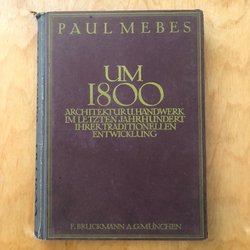 PAUL MEBES
UM
1800
ARCHITEKTUR U. HANDWERK
IM LETZTEN JAHRHUNDERT
IHRER TRADITIONELLEN
ENTWICKLUNG
F. BRUCKMANN A.G. MÜNCHEN